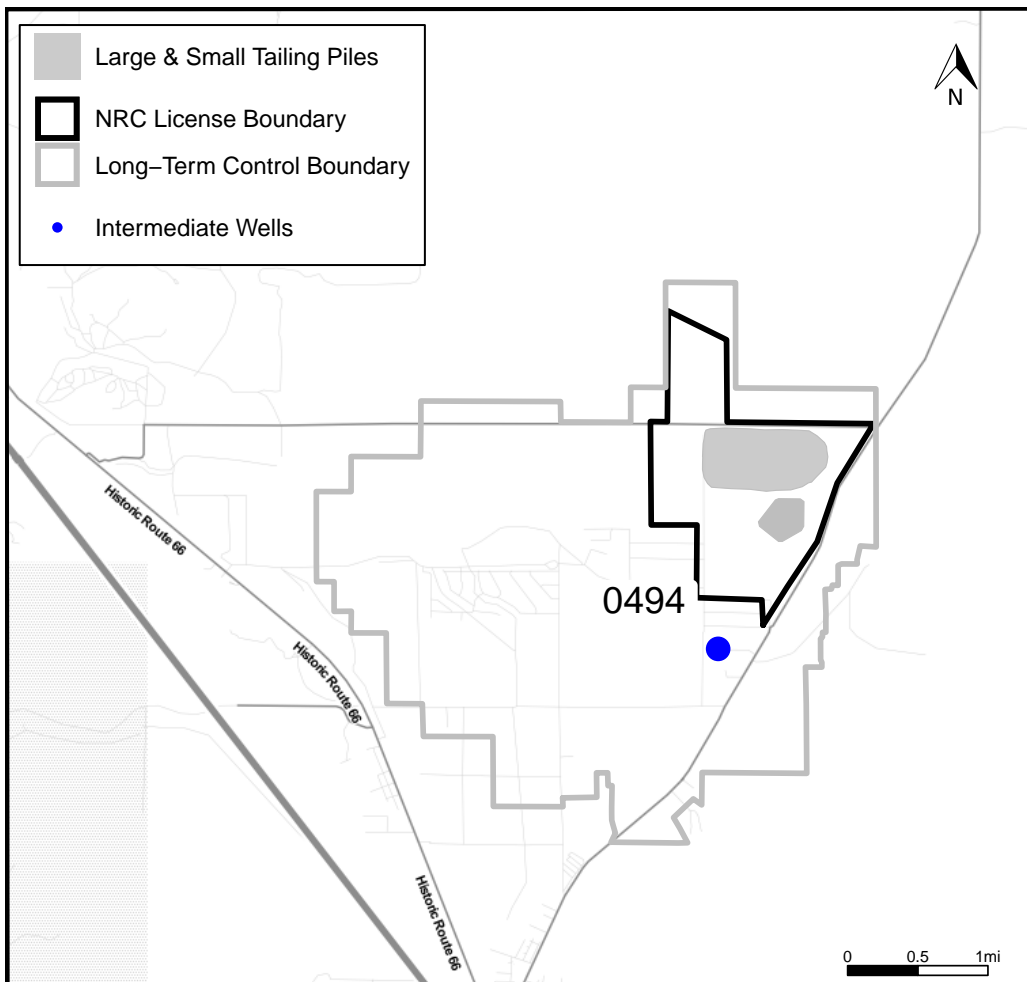 Large & Small Tailing Piles
NRC License Boundary
Long−Term Control Boundary
Intermediate Wells
N
Historic Route 66
0494
Historic Route 66
Historic Route 66
0 0.5 1mi